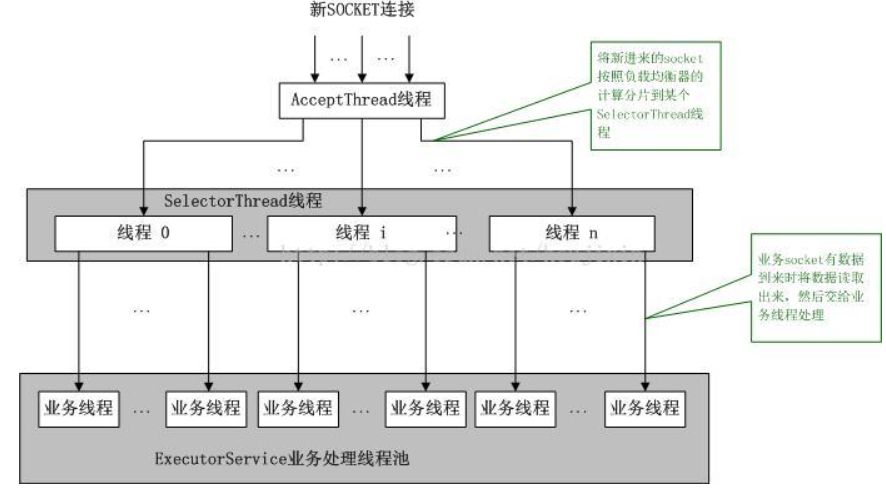 新SOCKET连接
... ...
AcceptThread线程
将新进来的socket
按照负载均衡器的
计算分片到某个
SelectorThread线
程
... ...
SelectorThread线程
线程 0 ... 线程 i ... 线程 n
业务socket有数据
到来时将数据读取
出来，然后交给业
务线程处理
... ... ...
业务线程 ... 业务线程 业务线程 ... 业务线程 业务线程 ... 业务线程
ExecutorService业务处理线程池